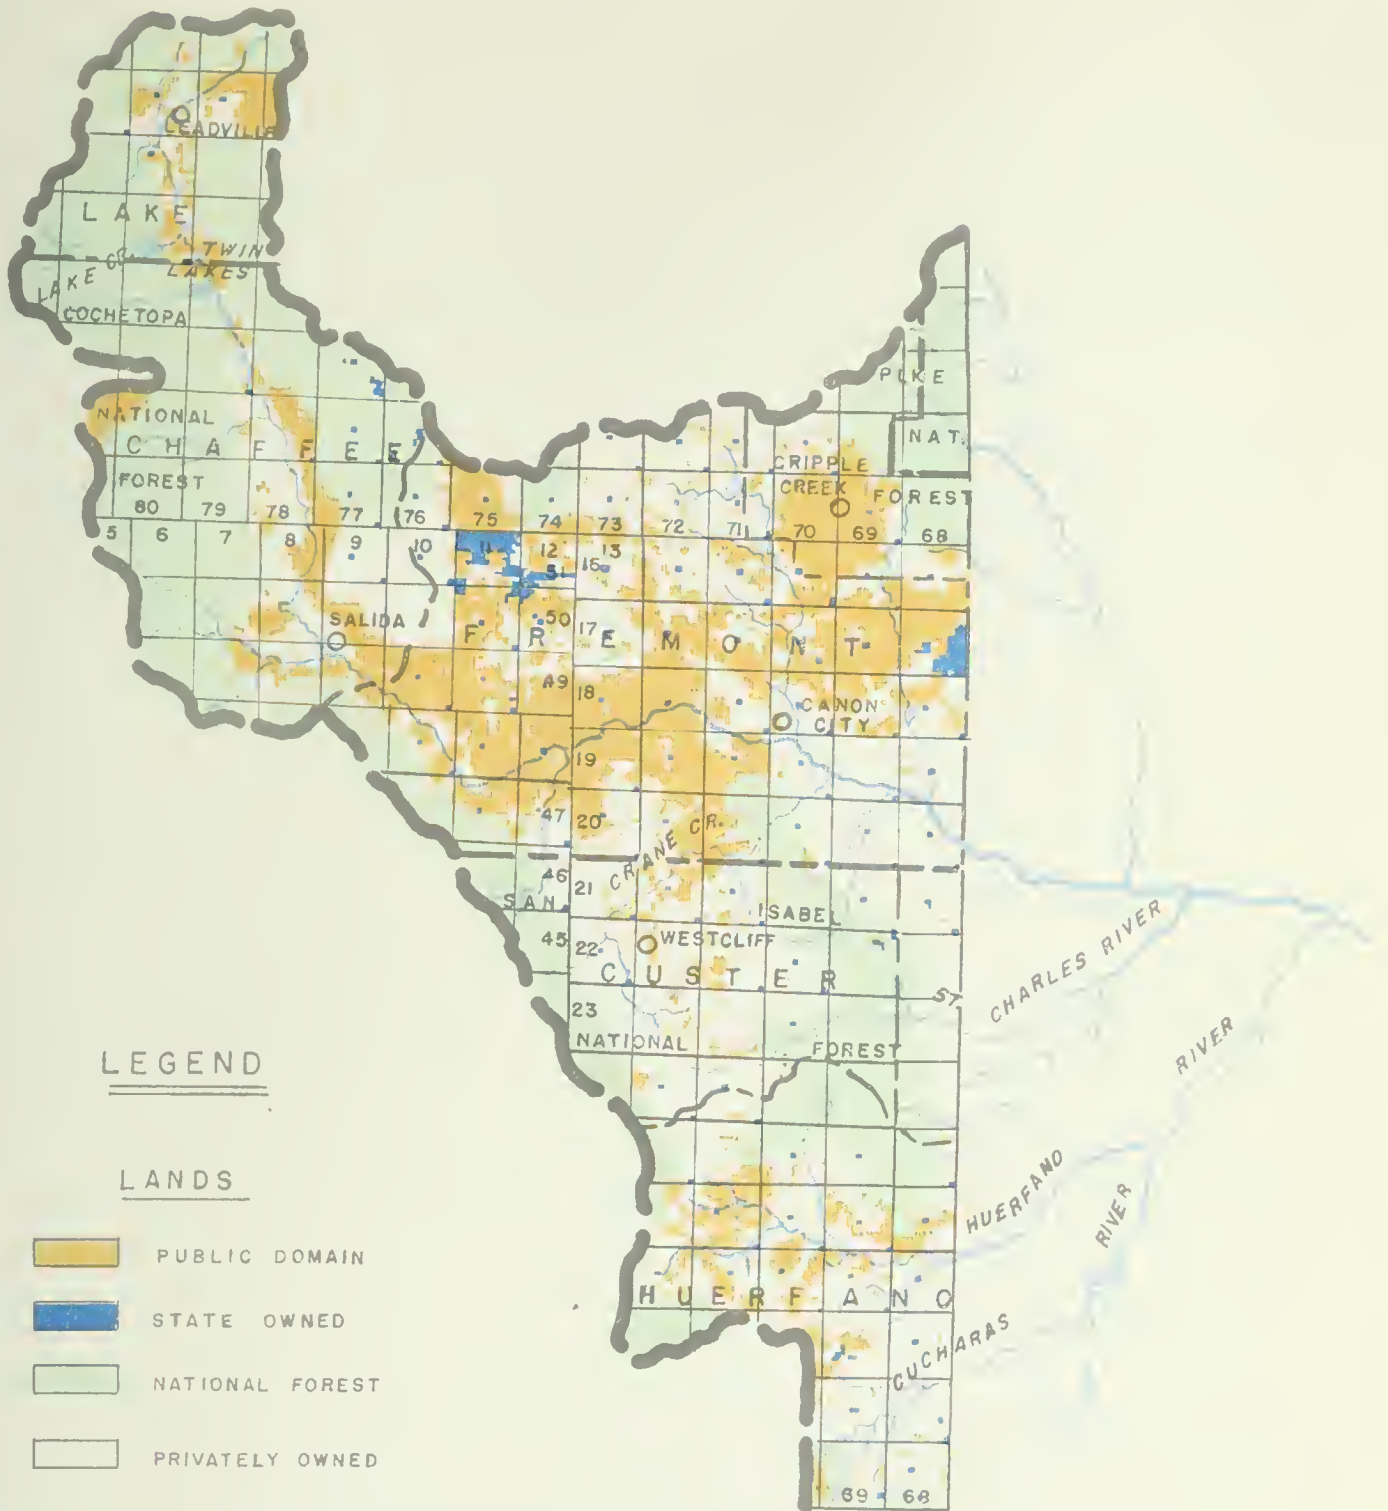 LEADVILLE
LAKE
TWIN
LAKES
LAKE CR.
COCHETOPA
PIKE
NATIONAL
NAT.
CHAFFEE
CRIPPLE
CREEK
FOREST
FOREST
80 79 78 77 76 75 74 73 72 71 70 69 68
5 6 7 8 9 10 11 12 13
51 16
SALIDA
50 17
FREMONT
49 18
CANON
CITY
19
47 20
CRANE CR.
46 21
SAN
ISABEL
45 22
WESTCLIFF
CUSTER
ST. CHARLES RIVER
23
NATIONAL
FOREST
HUERFANO RIVER
HUERFANO
CUCHARAS RIVER
69 68
LEGEND
LANDS
PUBLIC DOMAIN
STATE OWNED
NATIONAL FOREST
PRIVATELY OWNED